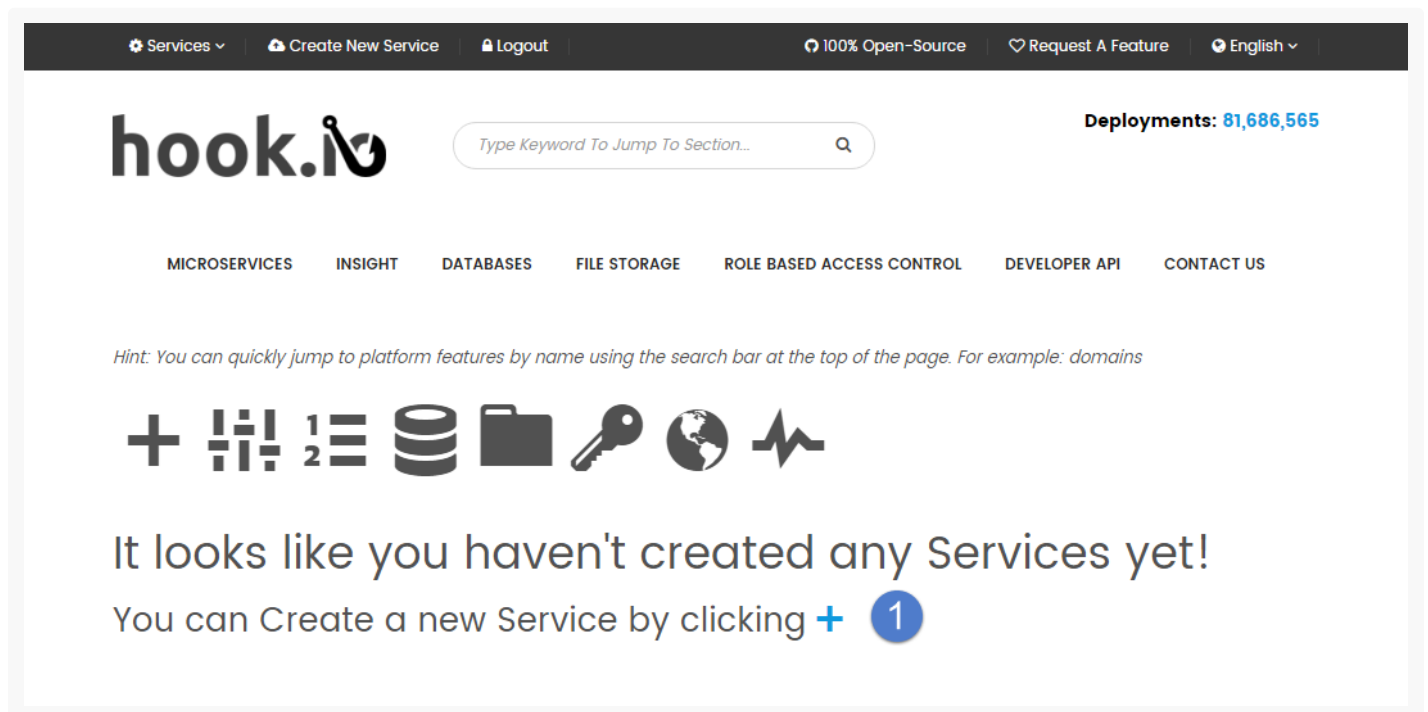 Services
Create New Service
Logout
100% Open-Source
Request A Feature
English
hook.io
Type Keyword To Jump To Section...
Deployments: 81,686,565
MICROSERVICES INSIGHT DATABASES FILE STORAGE ROLE BASED ACCESS CONTROL DEVELOPER API CONTACT US
Hint: You can quickly jump to platform features by name using the search bar at the top of the page. For example: domains
1
2
It looks like you haven't created any Services yet!
You can Create a new Service by clicking + 1